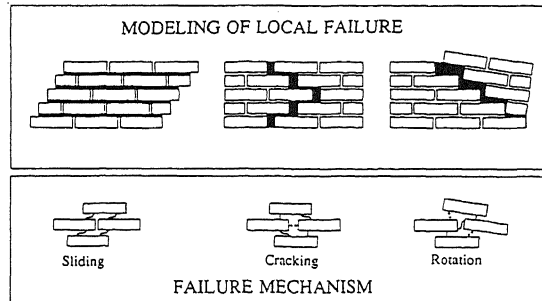 MODELING OF LOCAL FAILURE
Sliding
Cracking
Rotation
FAILURE MECHANISM